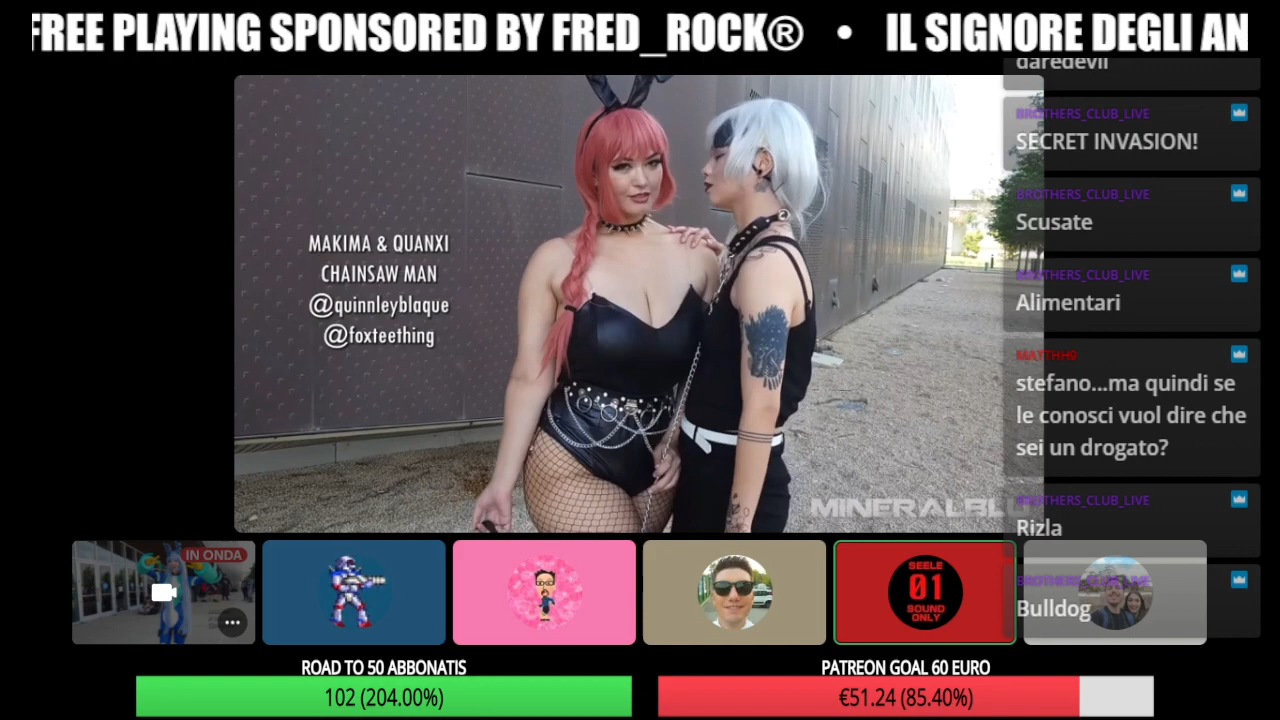 FREE PLAYING SPONSORED BY FRED_ROCK® • IL SIGNORE DEGLI AN
MAKIMA & QUANXI
CHAINSAW MAN
@quinnleyblaque
@foxteething
MINERALBLU
daredevil
BROTHERS_CLUB_LIVE
SECRET INVASION!
BROTHERS_CLUB_LIVE
Scusate
BROTHERS_CLUB_LIVE
Alimentari
MATTHH9
stefano...ma quindi se
le conosci vuol dire che
sei un drogato?
BROTHERS_CLUB_LIVE
Rizla
BROTHERS_CLUB_LIVE
Bulldog
IN ONDA
SEELE
01
SOUND
ONLY
ROAD TO 50 ABBONATIS
102 (204.00%)
PATREON GOAL 60 EURO
€51.24 (85.40%)